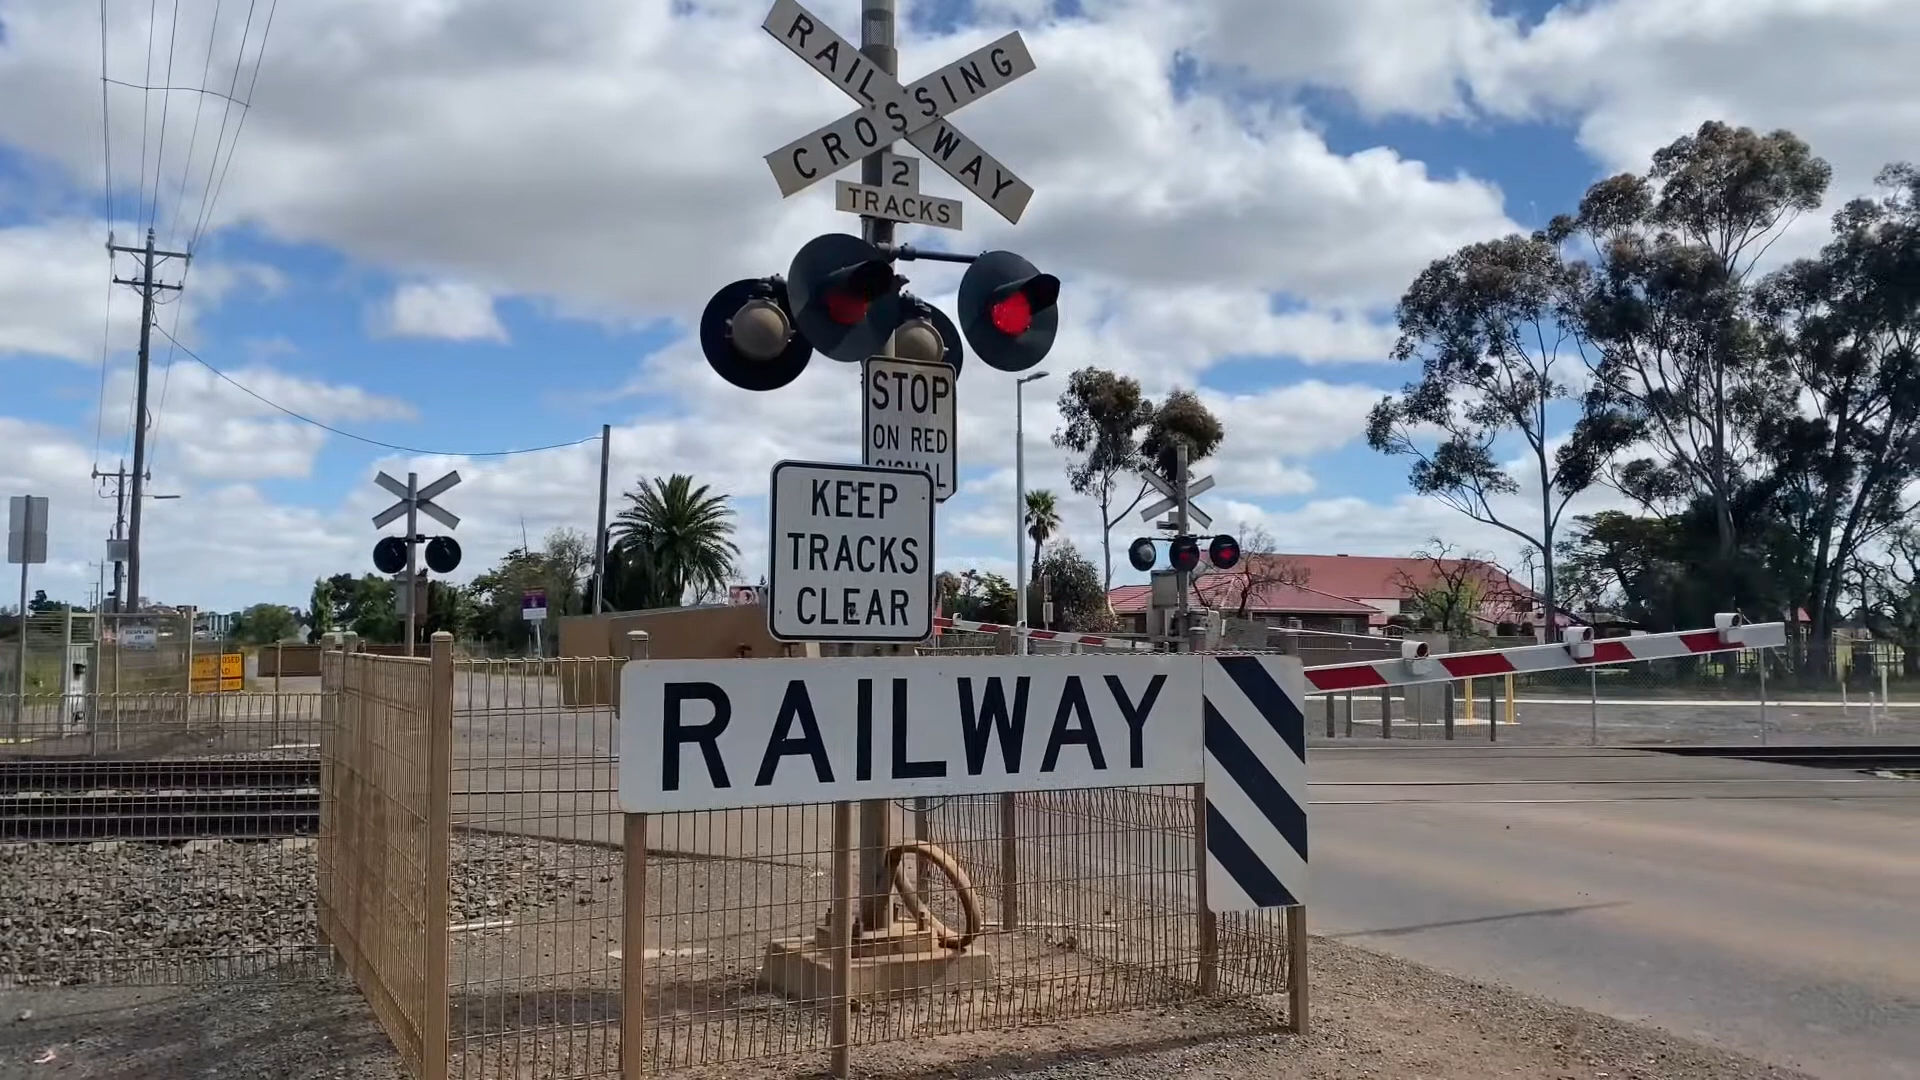 RAILWAY
CROSSING
2
TRACKS
STOP
ON RED
SIGNAL
KEEP
TRACKS
CLEAR
RAILWAY